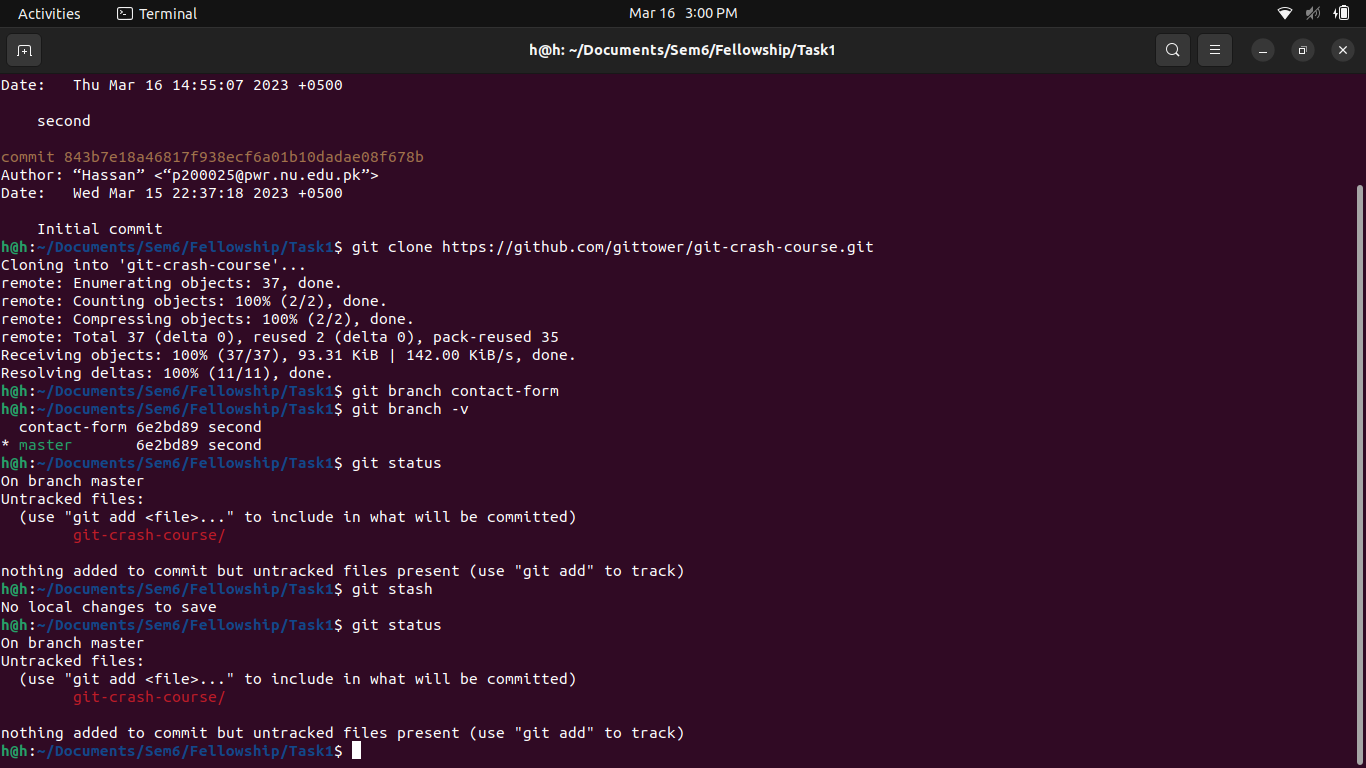 Activities Terminal Mar 16 3:00 PM
h@h: ~/Documents/Sem6/Fellowship/Task1
Date:   Thu Mar 16 14:55:07 2023 +0500
    second
commit 843b7e18a46817f938ecf6a01b10dadae08f678b
Author: “Hassan” <“p200025@pwr.nu.edu.pk”>
Date:   Wed Mar 15 22:37:18 2023 +0500
    Initial commit
h@h:~/Documents/Sem6/Fellowship/Task1$ git clone https://github.com/gittower/git-crash-course.git
Cloning into 'git-crash-course'...
remote: Enumerating objects: 37, done.
remote: Counting objects: 100% (2/2), done.
remote: Compressing objects: 100% (2/2), done.
remote: Total 37 (delta 0), reused 2 (delta 0), pack-reused 35
Receiving objects: 100% (37/37), 93.31 KiB | 142.00 KiB/s, done.
Resolving deltas: 100% (11/11), done.
h@h:~/Documents/Sem6/Fellowship/Task1$ git branch contact-form
h@h:~/Documents/Sem6/Fellowship/Task1$ git branch -v
  contact-form 6e2bd89 second
* master       6e2bd89 second
h@h:~/Documents/Sem6/Fellowship/Task1$ git status
On branch master
Untracked files:
  (use "git add <file>..." to include in what will be committed)
        git-crash-course/
nothing added to commit but untracked files present (use "git add" to track)
h@h:~/Documents/Sem6/Fellowship/Task1$ git stash
No local changes to save
h@h:~/Documents/Sem6/Fellowship/Task1$ git status
On branch master
Untracked files:
  (use "git add <file>..." to include in what will be committed)
        git-crash-course/
nothing added to commit but untracked files present (use "git add" to track)
h@h:~/Documents/Sem6/Fellowship/Task1$